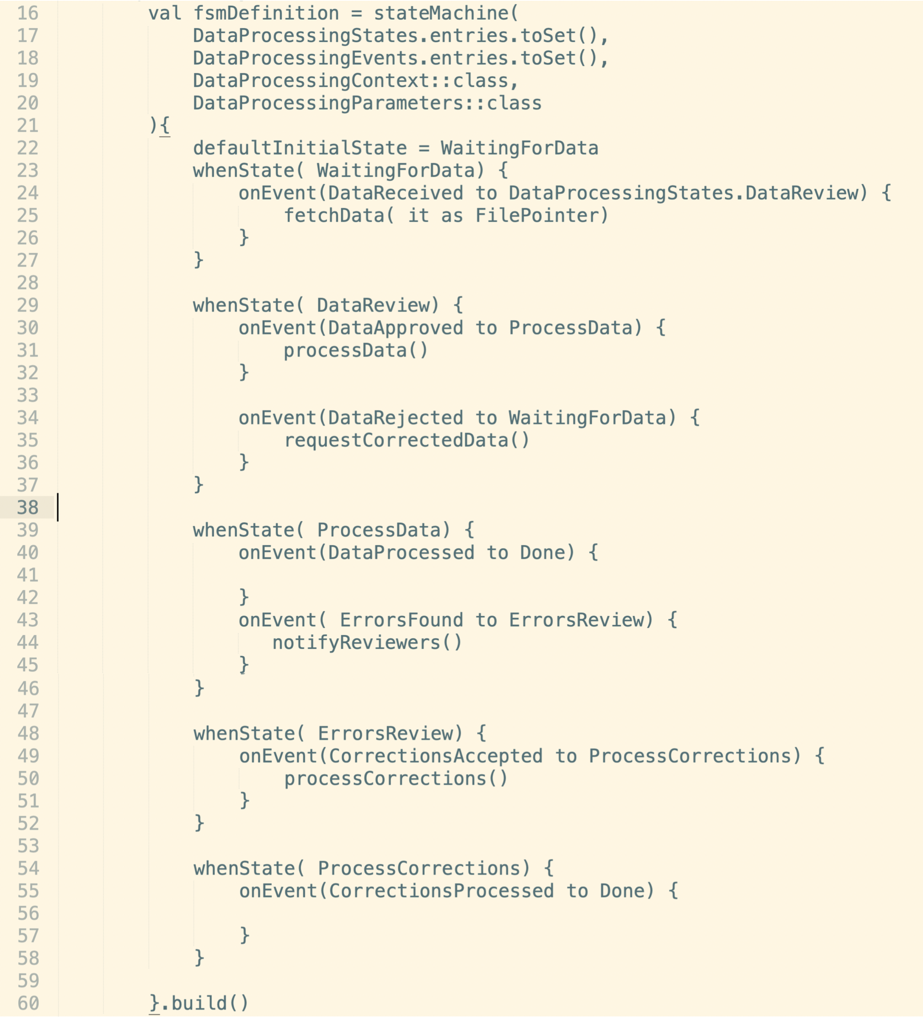 16 val fsmDefinition = stateMachine(
17 DataProcessingStates.entries.toSet(),
18 DataProcessingEvents.entries.toSet(),
19 DataProcessingContext::class,
20 DataProcessingParameters::class
21 ){
22 defaultInitialState = WaitingForData
23 whenState( WaitingForData) {
24 onEvent(DataReceived to DataProcessingStates.DataReview) {
25 fetchData( it as FilePointer)
26 }
27 }
28
29 whenState( DataReview) {
30 onEvent(DataApproved to ProcessData) {
31 processData()
32 }
33
34 onEvent(DataRejected to WaitingForData) {
35 requestCorrectedData()
36 }
37 }
38
39 whenState( ProcessData) {
40 onEvent(DataProcessed to Done) {
41
42 }
43 onEvent( ErrorsFound to ErrorsReview) {
44 notifyReviewers()
45 }
46 }
47
48 whenState( ErrorsReview) {
49 onEvent(CorrectionsAccepted to ProcessCorrections) {
50 processCorrections()
51 }
52 }
53
54 whenState( ProcessCorrections) {
55 onEvent(CorrectionsProcessed to Done) {
56
57 }
58 }
59
60 }.build()